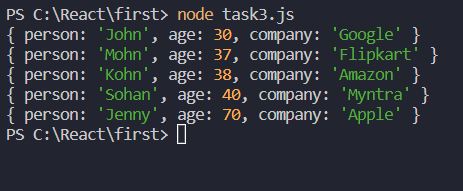 PS C:\React\first> node task3.js
{ person: 'John', age: 30, company: 'Google' }
{ person: 'Mohn', age: 37, company: 'Flipkart' }
{ person: 'Kohn', age: 38, company: 'Amazon' }
{ person: 'Sohan', age: 40, company: 'Myntra' }
{ person: 'Jenny', age: 70, company: 'Apple' }
PS C:\React\first>